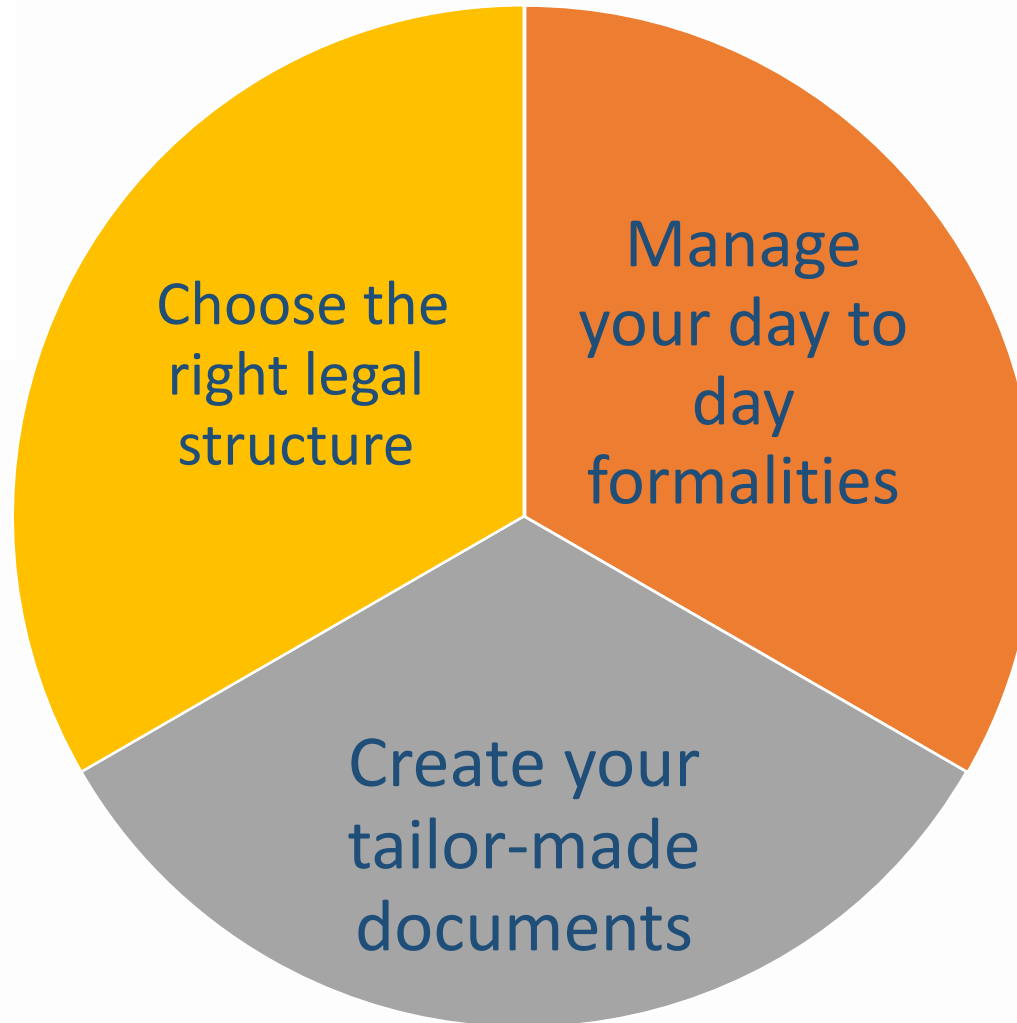 Choose the
right legal
structure
Manage
your day to
day
formalities
Create your
tailor-made
documents